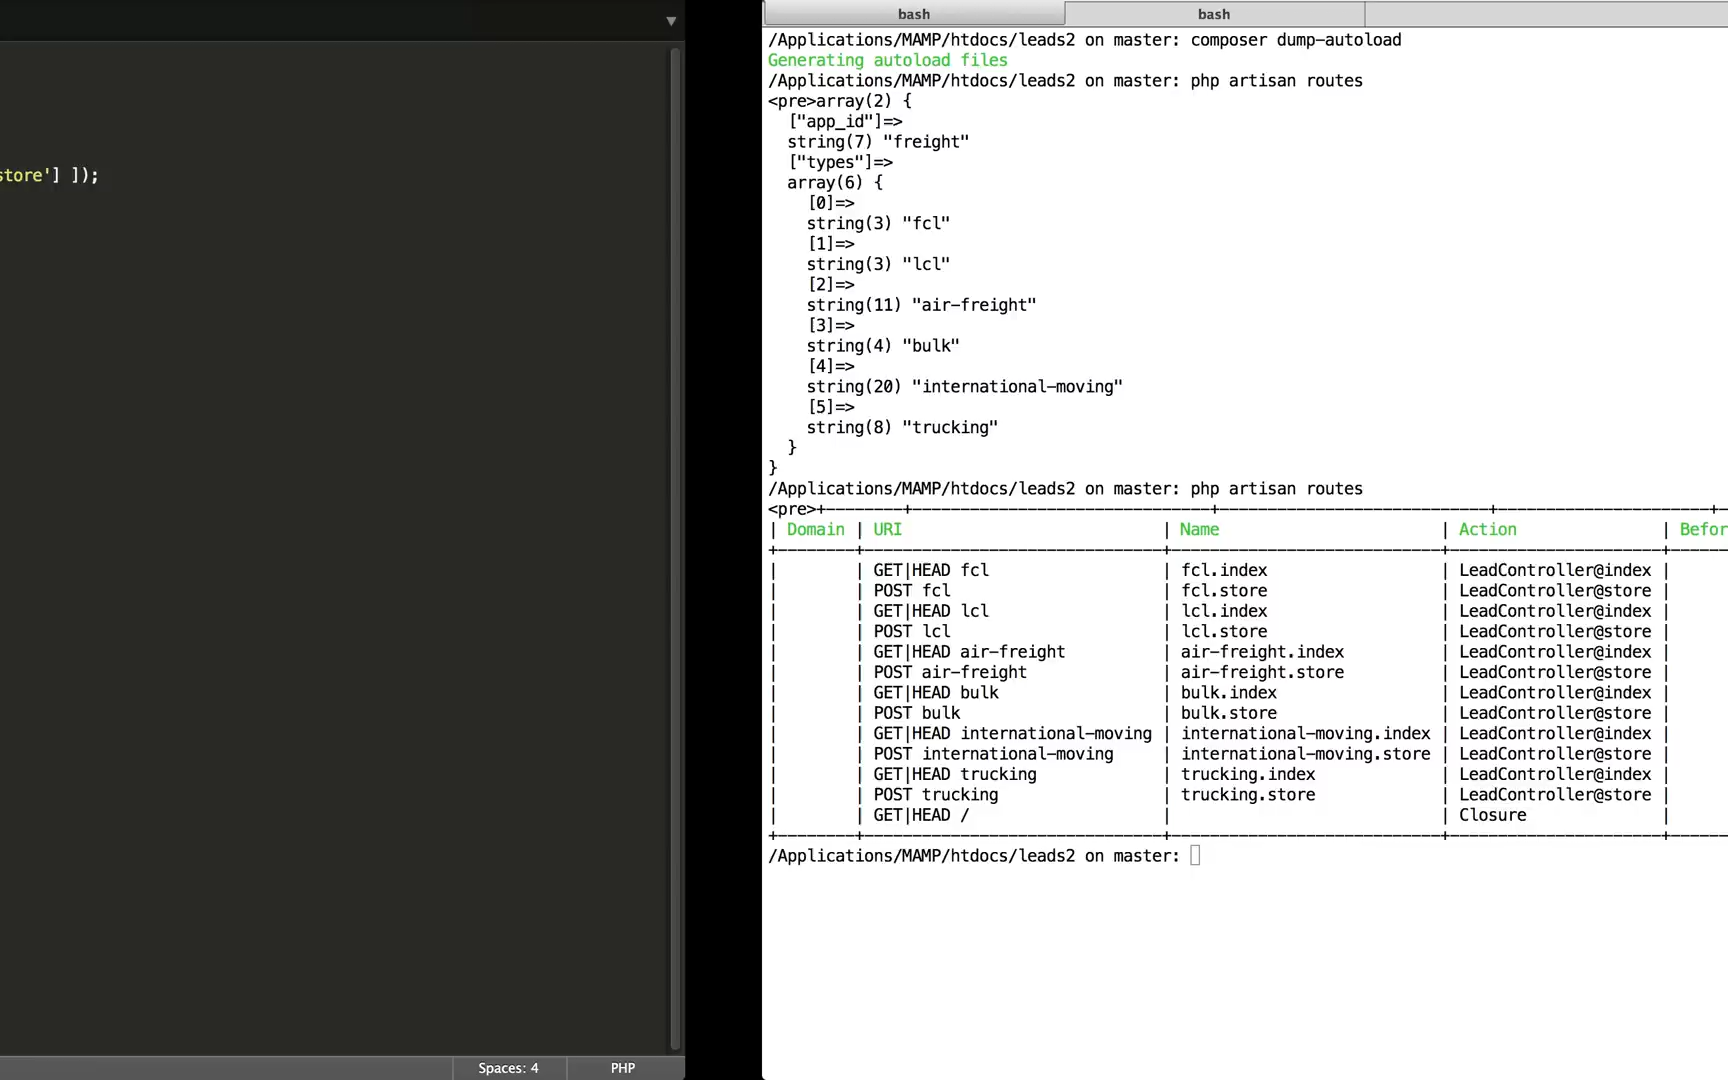 ▼
store'] ]);
Spaces: 4
PHP
bash
bash
/Applications/MAMP/htdocs/leads2 on master: composer dump-autoload
Generating autoload files
/Applications/MAMP/htdocs/leads2 on master: php artisan routes
<pre>array(2) {
  ["app_id"]=>
  string(7) "freight"
  ["types"]=>
  array(6) {
    [0]=>
    string(3) "fcl"
    [1]=>
    string(3) "lcl"
    [2]=>
    string(11) "air-freight"
    [3]=>
    string(4) "bulk"
    [4]=>
    string(20) "international-moving"
    [5]=>
    string(8) "trucking"
  }
}
/Applications/MAMP/htdocs/leads2 on master: php artisan routes
<pre>+--------+-------------------------------+----------------------------+----------------------+--
| Domain | URI                           | Name                       | Action               | Befor
+--------+-------------------------------+----------------------------+----------------------+------
|        | GET|HEAD fcl                  | fcl.index                  | LeadController@index |
|        | POST fcl                      | fcl.store                  | LeadController@store |
|        | GET|HEAD lcl                  | lcl.index                  | LeadController@index |
|        | POST lcl                      | lcl.store                  | LeadController@store |
|        | GET|HEAD air-freight          | air-freight.index          | LeadController@index |
|        | POST air-freight              | air-freight.store          | LeadController@store |
|        | GET|HEAD bulk                 | bulk.index                 | LeadController@index |
|        | POST bulk                     | bulk.store                 | LeadController@store |
|        | GET|HEAD international-moving | international-moving.index | LeadController@index |
|        | POST international-moving     | international-moving.store | LeadController@store |
|        | GET|HEAD trucking             | trucking.index             | LeadController@index |
|        | POST trucking                 | trucking.store             | LeadController@store |
|        | GET|HEAD /                    |                            | Closure              |
+--------+-------------------------------+----------------------------+----------------------+------
/Applications/MAMP/htdocs/leads2 on master: